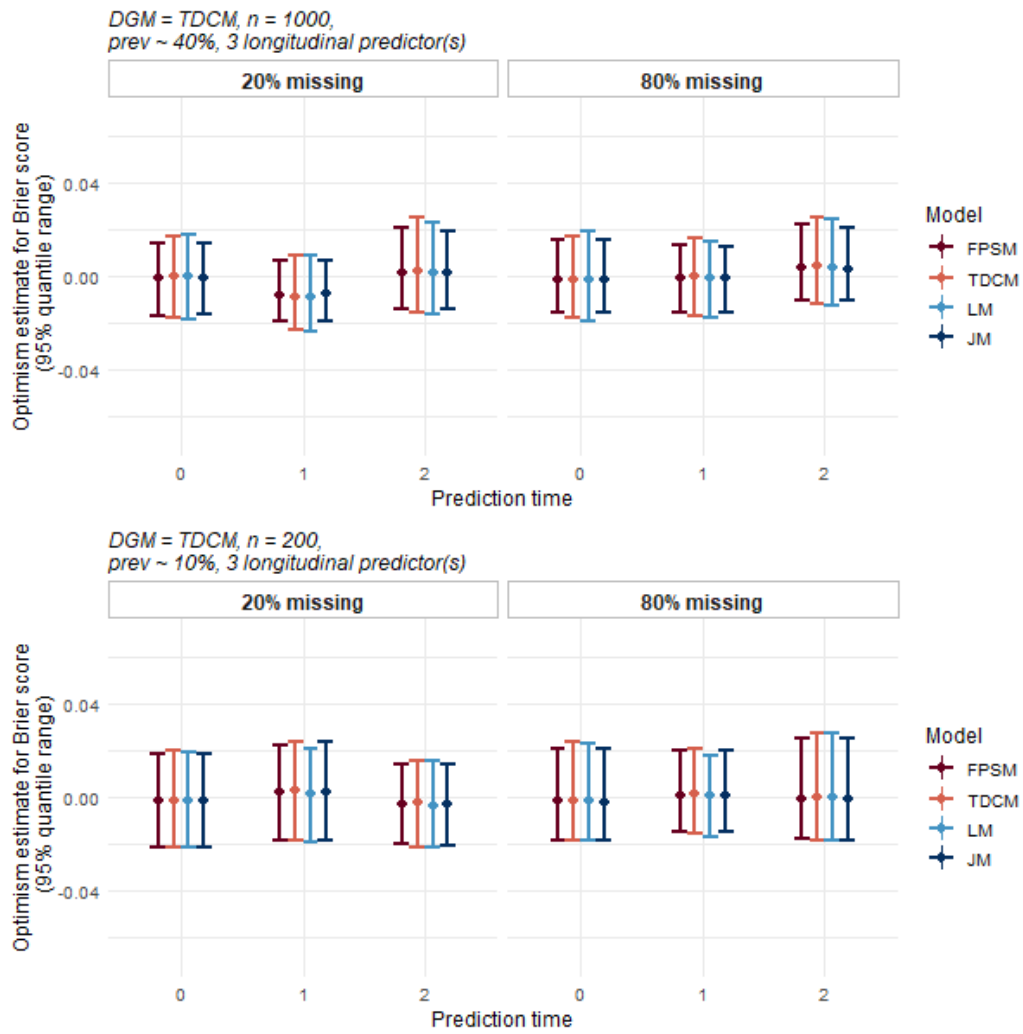 DGM = TDCM, n = 1000,
prev ~ 40%, 3 longitudinal predictor(s)
20% missing
80% missing
Optimism estimate for Brier score
(95% quantile range)
0.04
0.00
-0.04
0
1
2
0
1
2
Prediction time
Model
FPSM
TDCM
LM
JM
DGM = TDCM, n = 200,
prev ~ 10%, 3 longitudinal predictor(s)
20% missing
80% missing
Optimism estimate for Brier score
(95% quantile range)
0.04
0.00
-0.04
0
1
2
0
1
2
Prediction time
Model
FPSM
TDCM
LM
JM